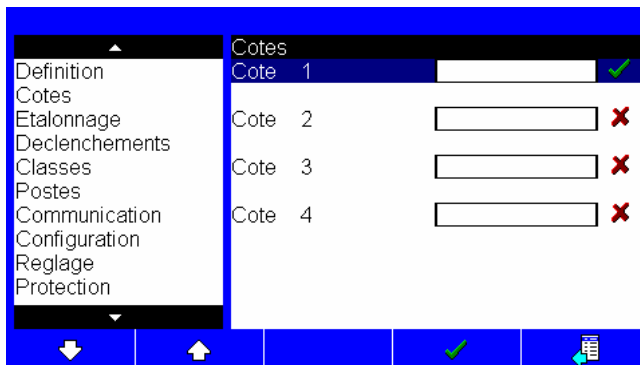 Definition
Cotes
Etalonnage
Declenchements
Classes
Postes
Communication
Configuration
Reglage
Protection
Cotes
Cote 1
Cote 2
Cote 3
Cote 4